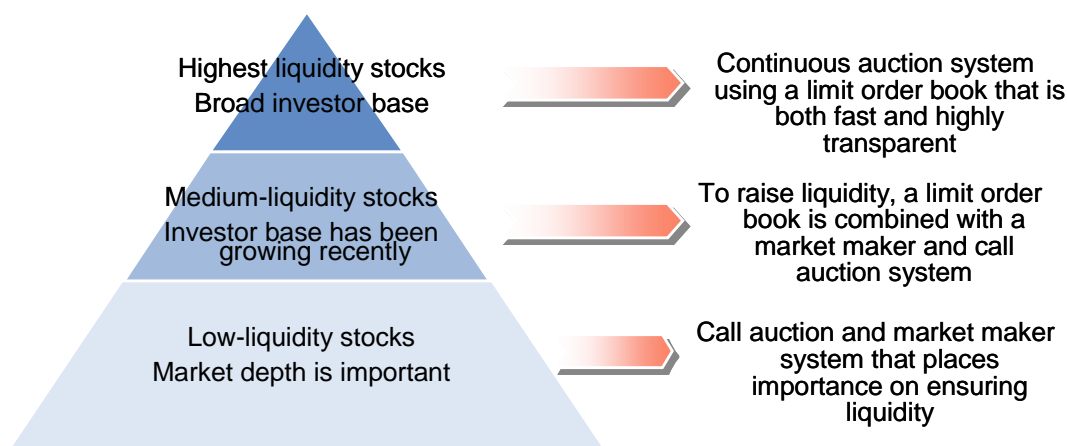 Highest liquidity stocks
Broad investor base
Continuous auction system
using a limit order book that is
both fast and highly
transparent
Medium-liquidity stocks
Investor base has been
growing recently
To raise liquidity, a limit order
book is combined with a
market maker and call
auction system
Low-liquidity stocks
Market depth is important
Call auction and market maker
system that places
importance on ensuring
liquidity